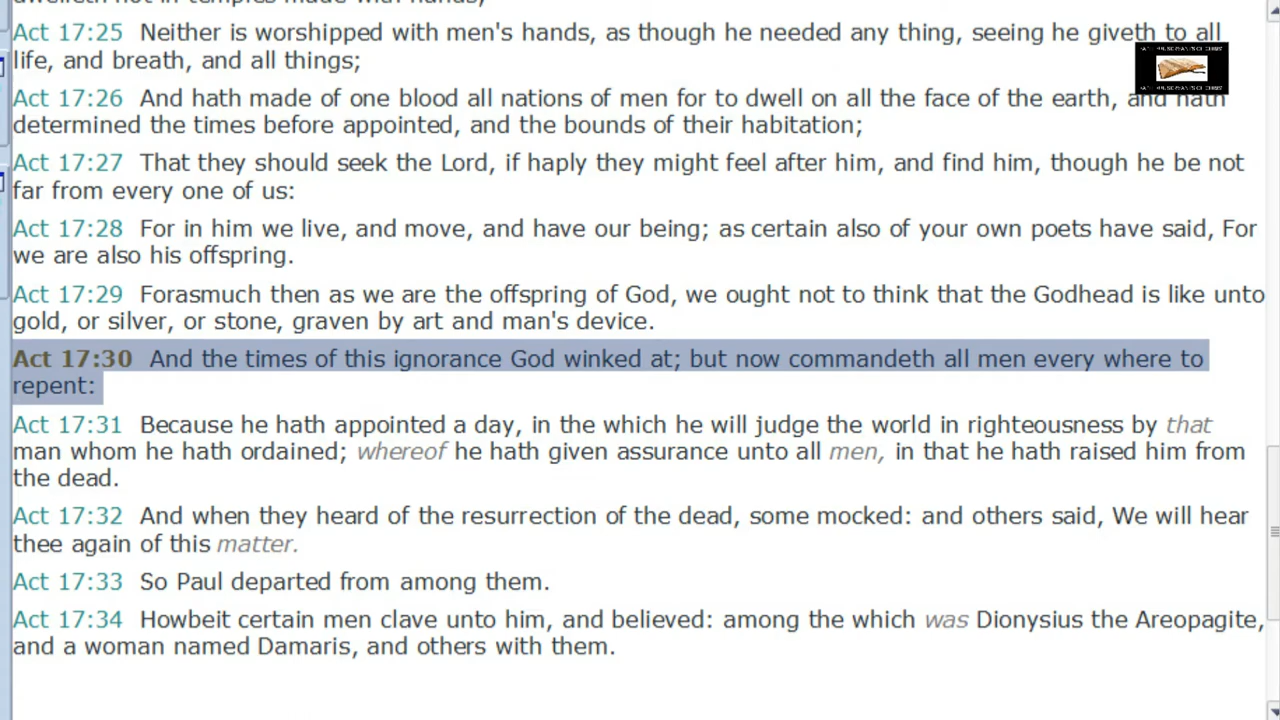 dwelleth not in temples made with hands;
Act 17:25 Neither is worshipped with men's hands, as though he needed any thing, seeing he giveth to all
life, and breath, and all things;
Act 17:26 And hath made of one blood all nations of men for to dwell on all the face of the earth, and hath
determined the times before appointed, and the bounds of their habitation;
Act 17:27 That they should seek the Lord, if haply they might feel after him, and find him, though he be not
far from every one of us:
Act 17:28 For in him we live, and move, and have our being; as certain also of your own poets have said, For
we are also his offspring.
Act 17:29 Forasmuch then as we are the offspring of God, we ought not to think that the Godhead is like unto
gold, or silver, or stone, graven by art and man's device.
Act 17:30 And the times of this ignorance God winked at; but now commandeth all men every where to
repent:
Act 17:31 Because he hath appointed a day, in the which he will judge the world in righteousness by that
man whom he hath ordained; whereof he hath given assurance unto all men, in that he hath raised him from
the dead.
Act 17:32 And when they heard of the resurrection of the dead, some mocked: and others said, We will hear
thee again of this matter.
Act 17:33 So Paul departed from among them.
Act 17:34 Howbeit certain men clave unto him, and believed: among the which was Dionysius the Areopagite,
and a woman named Damaris, and others with them.